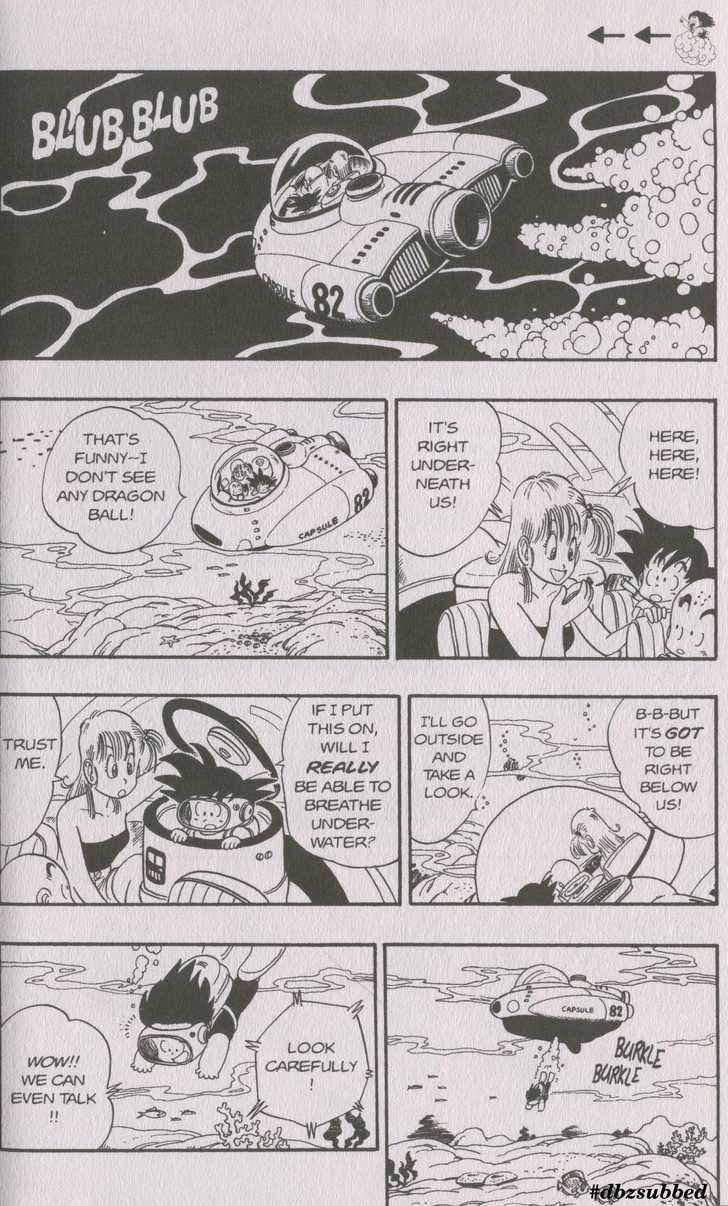 BLUB, BLUB
CAPSULE
82
HERE,
HERE,
HERE!
IT'S
RIGHT
UNDER-
NEATH
US!
THAT'S
FUNNY~I
DON'T SEE
ANY DRAGON
BALL!
CAPSULE
82
B-B-BUT
IT'S GOT
TO BE
RIGHT
BELOW
US!
I'LL GO
OUTSIDE
AND
TAKE A
LOOK.
IF I PUT
THIS ON,
WILL I
REALLY
BE ABLE TO
BREATHE
UNDER-
WATER?
TRUST
ME.
CAPSULE
82
BURKLE
BURKLE
LOOK
CAREFULLY
!
WOW!!
WE CAN
EVEN TALK
!!
#dbzsubbed